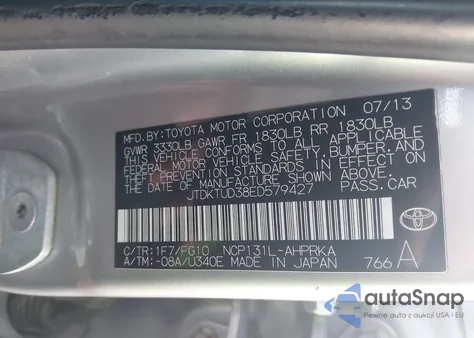 MFD.BY:TOYOTA MOTOR CORPORATION 07/13
GVWR 3330LB GAWR FR 1830LB RR 1830LB
THIS VEHICLE CONFORMS TO ALL APPLICABLE
FEDERAL MOTOR VEHICLE SAFETY,BUMPER,AND
THEFT PREVENTION STANDARDS IN EFFECT ON
THE DATE OF MANUFACTURE SHOWN ABOVE.
JTDKTUD38ED579427 PASS.CAR
C/TR:1F7/FG10 NCP131L-AHPRKA
A/TM:-08A/U340E MADE IN JAPAN 766 A
TOYOTA
autoSnap
Pewne auta z aukcji USA i EU